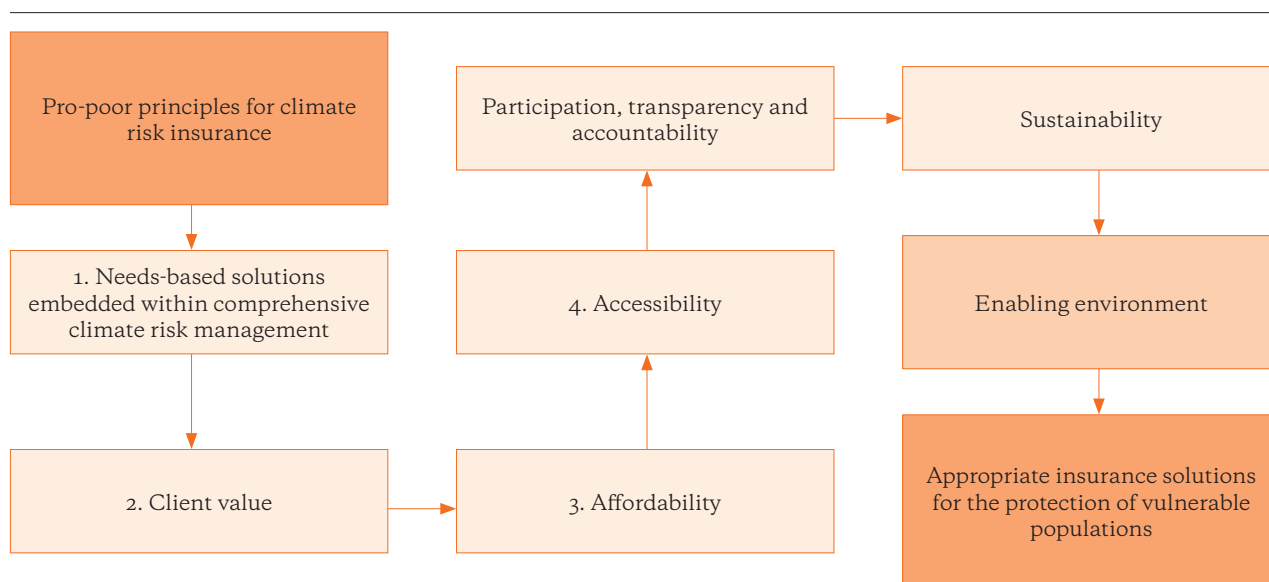 Pro-poor principles for climate
risk insurance
1. Needs-based solutions
embedded within comprehensive
climate risk management
2. Client value
3. Affordability
4. Accessibility
Participation, transparency and
accountability
Sustainability
Enabling environment
Appropriate insurance solutions
for the protection of vulnerable
populations